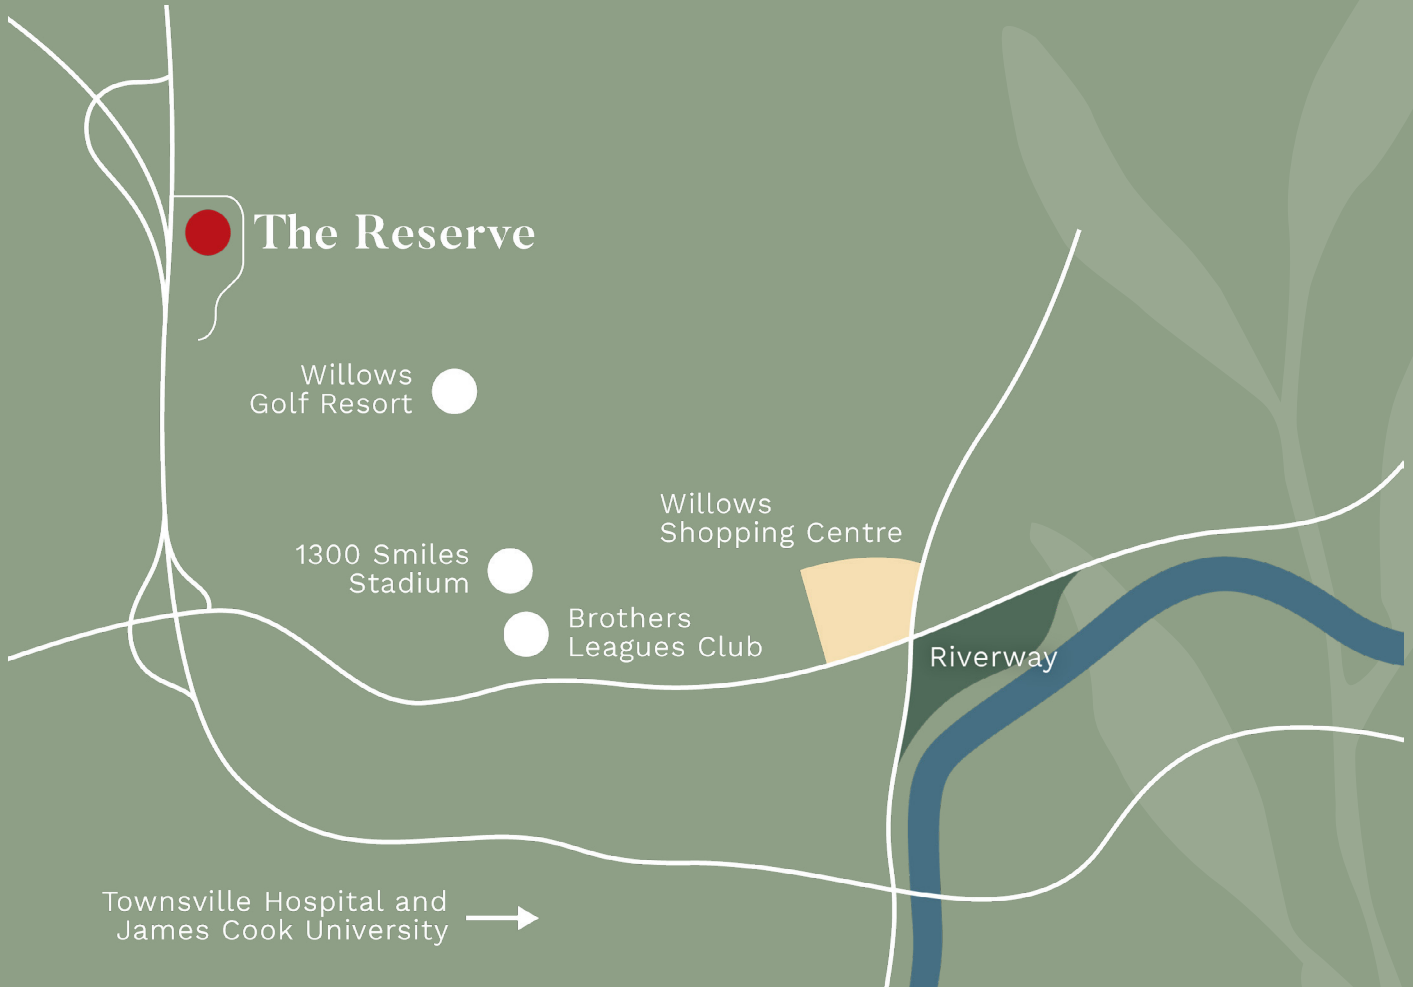 The Reserve
Willows
Golf Resort
Willows
Shopping Centre
1300 Smiles
Stadium
Brothers
Leagues Club
Riverway
Townsville Hospital and
James Cook University